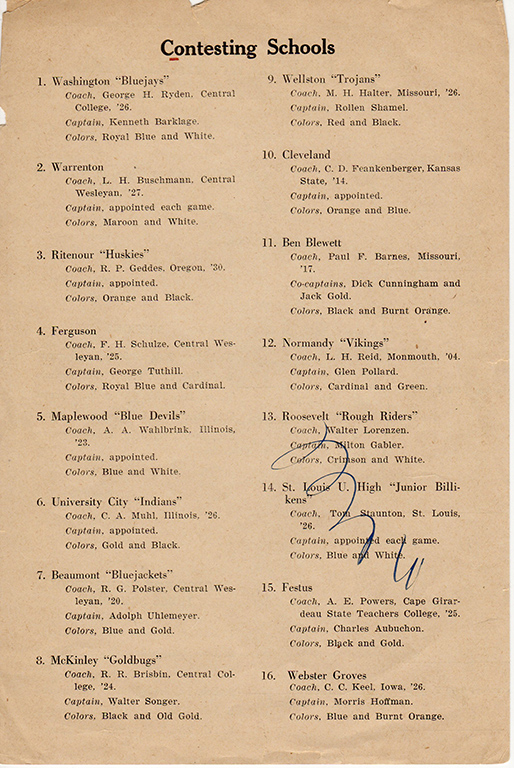 Contesting Schools
1. Washington "Bluejays"
Coach, George H. Ryden, Central
College, '26.
Captain, Kenneth Barklage.
Colors, Royal Blue and White.
2. Warrenton
Coach, L. H. Buschmann, Central
Wesleyan, '27.
Captain, appointed each game.
Colors, Maroon and White.
3. Ritenour "Huskies"
Coach, R. P. Geddes, Oregon, '30.
Captain, appointed.
Colors, Orange and Black.
4. Ferguson
Coach, F. H. Schulze, Central Wes-
leyan, '25.
Captain, George Tuthill.
Colors, Royal Blue and Cardinal.
5. Maplewood "Blue Devils"
Coach, A. A. Wahlbrink, Illinois,
'23.
Captain, appointed.
Colors, Blue and White.
6. University City "Indians"
Coach, C. A. Muhl, Illinois, '26.
Captain, appointed.
Colors, Gold and Black.
7. Beaumont "Bluejackets"
Coach, R. G. Polster, Central Wes-
leyan, '20.
Captain, Adolph Uhlemeyer.
Colors, Blue and Gold.
8. McKinley "Goldbugs"
Coach, R. R. Brisbin, Central Col-
lege, '24.
Captain, Walter Songer.
Colors, Black and Old Gold.
9. Wellston "Trojans"
Coach, M. H. Halter, Missouri, '26.
Captain, Rollen Shamel.
Colors, Red and Black.
10. Cleveland
Coach, C. D. Feankenberger, Kansas
State, '14.
Captain, appointed.
Colors, Orange and Blue.
11. Ben Blewett
Coach, Paul F. Barnes, Missouri,
'17.
Co-captains, Dick Cunningham and
Jack Gold.
Colors, Black and Burnt Orange.
12. Normandy "Vikings"
Coach, L. H. Reid, Monmouth, '04.
Captain, Glen Pollard.
Colors, Cardinal and Green.
13. Roosevelt "Rough Riders"
Coach, Walter Lorenzen.
Captain, Milton Gabler.
Colors, Crimson and White.
14. St. Louis U. High "Junior Billi-
kens"
Coach, Tom Staunton, St. Louis,
'26.
Captain, appointed each game.
Colors, Blue and White.
15. Festus
Coach, A. E. Powers, Cape Girar-
deau State Teachers College, '25.
Captain, Charles Aubuchon.
Colors, Black and Gold.
16. Webster Groves
Coach, C. C. Keel, Iowa, '26.
Captain, Morris Hoffman.
Colors, Blue and Burnt Orange.